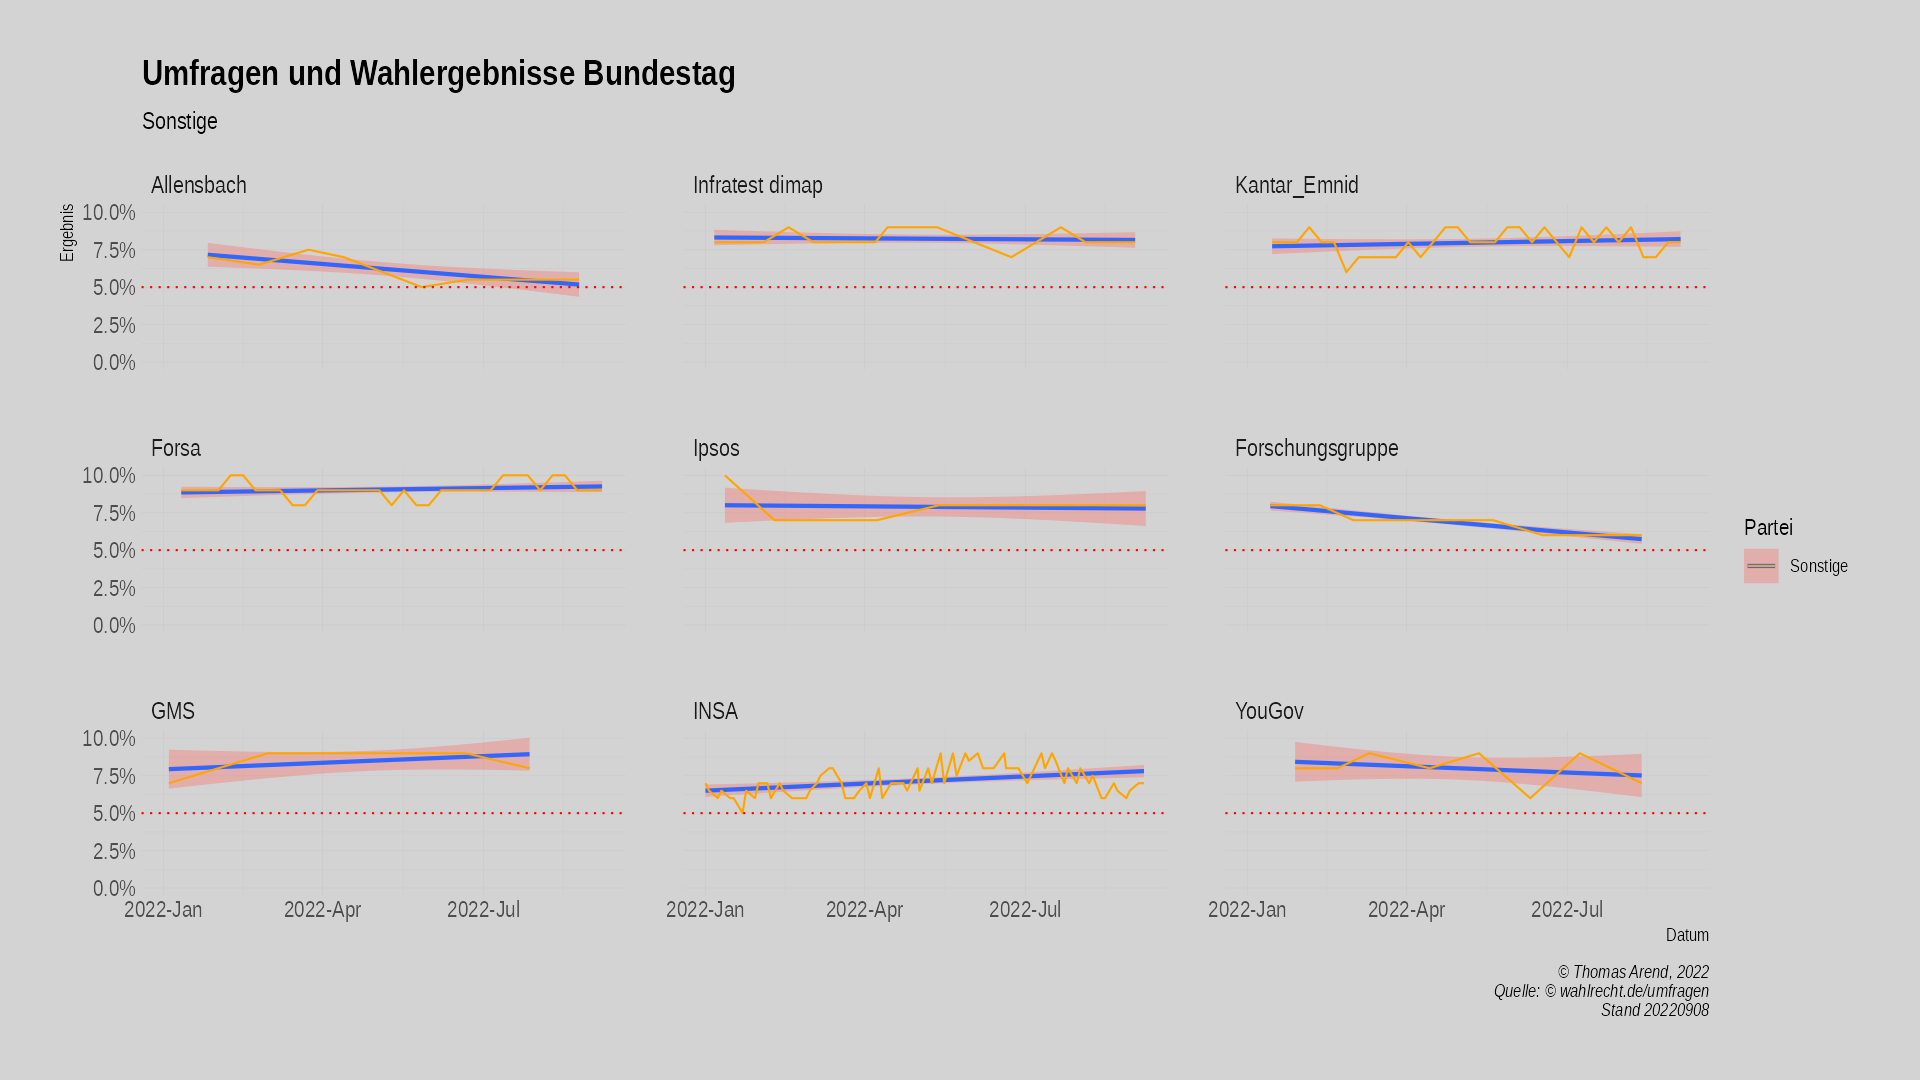 Umfragen und Wahlergebnisse Bundestag
Sonstige
Allensbach
Infratest dimap
Kantar_Emnid
Ergebnis
10.0%
7.5%
5.0%
2.5%
0.0%
Forsa
Ipsos
Forschungsgruppe
10.0%
7.5%
5.0%
2.5%
0.0%
Partei
Sonstige
GMS
INSA
YouGov
10.0%
7.5%
5.0%
2.5%
0.0%
2022-Jan 2022-Apr 2022-Jul
2022-Jan 2022-Apr 2022-Jul
2022-Jan 2022-Apr 2022-Jul
Datum
© Thomas Arend, 2022
Quelle: © wahlrecht.de/umfragen
Stand 20220908